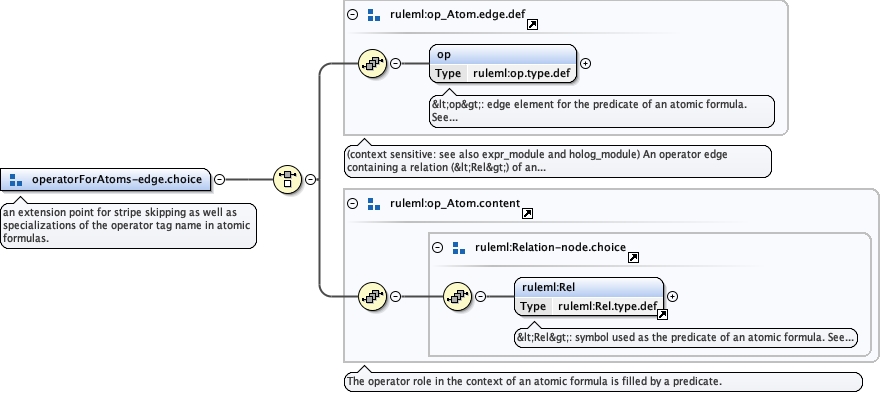 ruleml:op_Atom.edge.def
op
Type ruleml:op.type.def
&lt;op&gt;: edge element for the predicate of an atomic formula.
See...
(context sensitive: see also expr_module and holog_module) An operator edge
containing a relation (&lt;Rel&gt;) of an...
operatorForAtoms-edge.choice
an extension point for stripe skipping as well as
specializations of the operator tag name in atomic
formulas.
ruleml:op_Atom.content
ruleml:Relation-node.choice
ruleml:Rel
Type ruleml:Rel.type.def
&lt;Rel&gt;: symbol used as the predicate of an atomic formula. See...
The operator role in the context of an atomic formula is filled by a predicate.